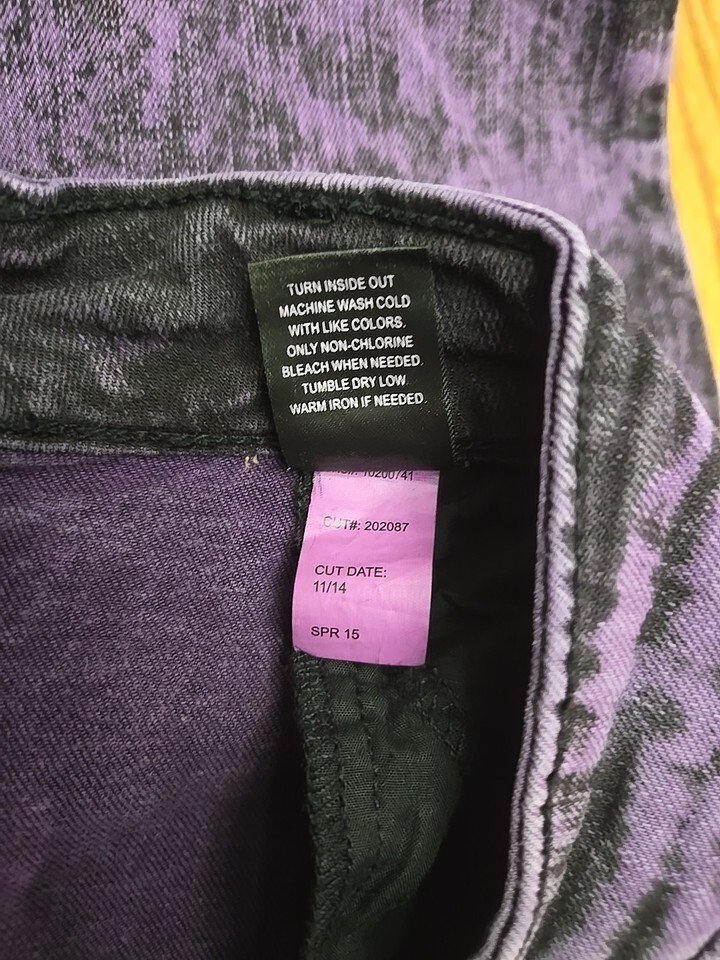 TURN INSIDE OUT
MACHINE WASH COLD
WITH LIKE COLORS.
ONLY NON-CHLORINE
BLEACH WHEN NEEDED.
TUMBLE DRY LOW.
WARM IRON IF NEEDED.
10200741
CUT#: 202087
CUT DATE:
11/14
SPR 15